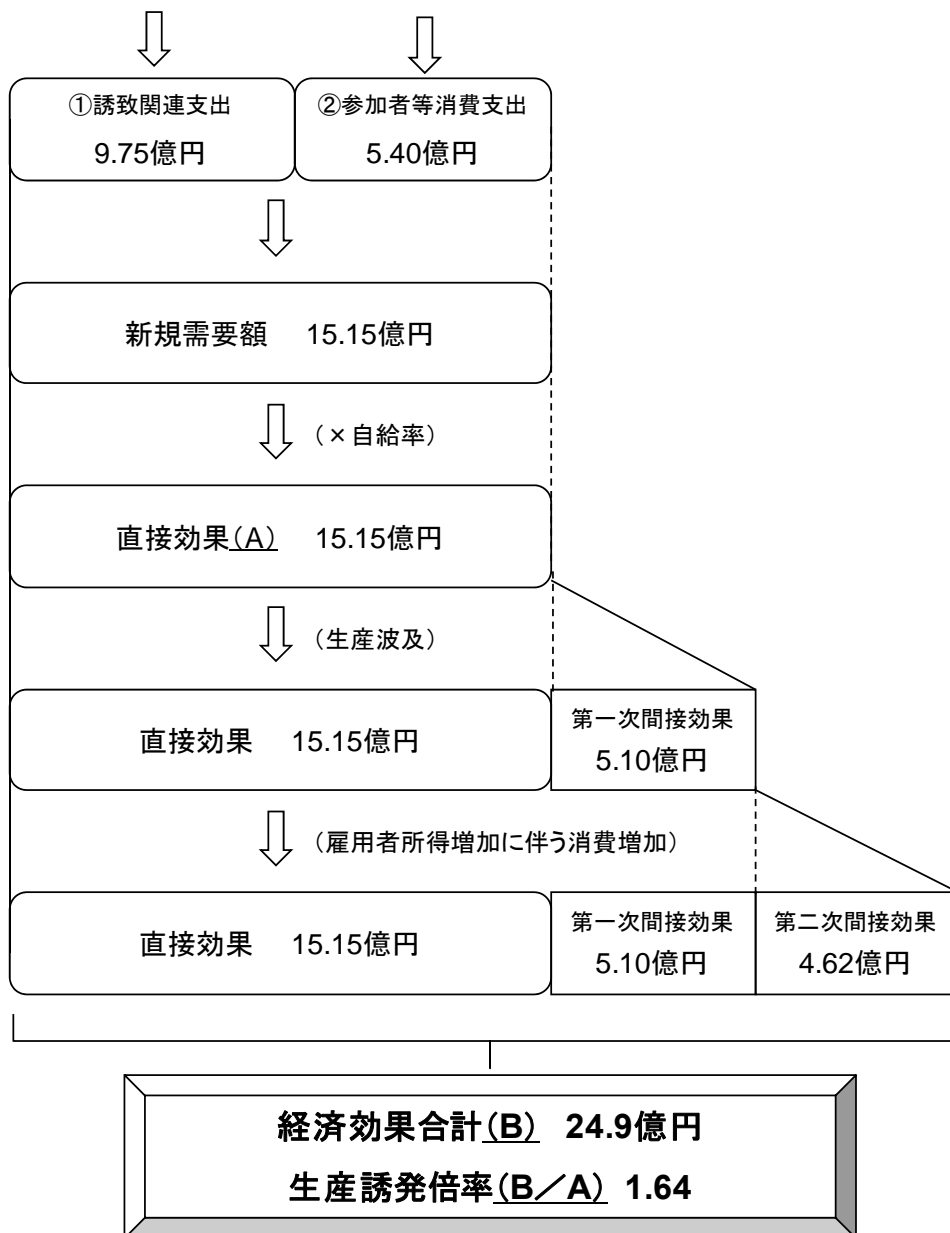 ①誘致関連支出
9.75億円
②参加者等消費支出
5.40億円
新規需要額 15.15億円
（×自給率）
直接効果(A) 15.15億円
（生産波及）
直接効果 15.15億円
第一次間接効果
5.10億円
（雇用者所得増加に伴う消費増加）
直接効果 15.15億円
第一次間接効果
5.10億円
第二次間接効果
4.62億円
経済効果合計(B) 24.9億円
生産誘発倍率(B／A) 1.64